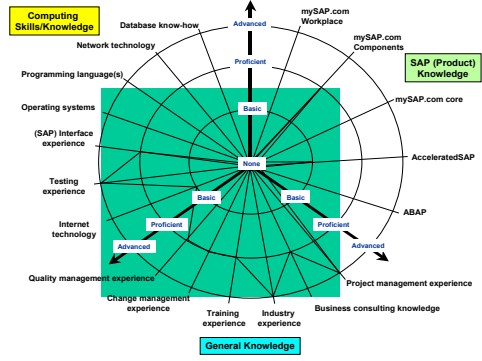 Computing
Skills/Knowledge
Database know-how
Advanced
mySAP.com
Workplace
Network technology
mySAP.com
Components
Proficient
SAP (Product)
Knowledge
Programming language(s)
mySAP.com core
Operating systems
Basic
(SAP) Interface
experience
AcceleratedSAP
None
Testing
experience
Basic
Basic
ABAP
Internet
technology
Proficient
Proficient
Advanced
Advanced
Quality management experience
Project management experience
Change management
experience
Training
experience
Industry
experience
Business consulting knowledge
General Knowledge